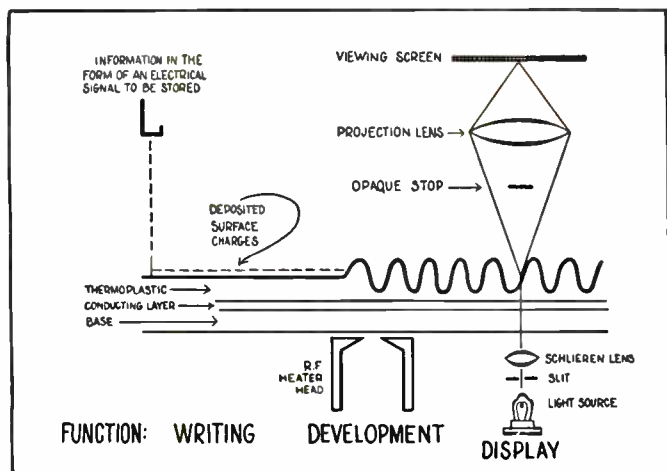 INFORMATION IN THE
FORM OF AN ELECTRICAL
SIGNAL TO BE STORED
VIEWING SCREEN
PROJECTION LENS
OPAQUE STOP
DEPOSITED
SURFACE
CHARGES
THERMOPLASTIC
CONDUCTING LAYER
BASE
R.F
HEATER
HEAD
SCHLIEREN LENS
SLIT
LIGHT SOURCE
FUNCTION: WRITING DEVELOPMENT DISPLAY